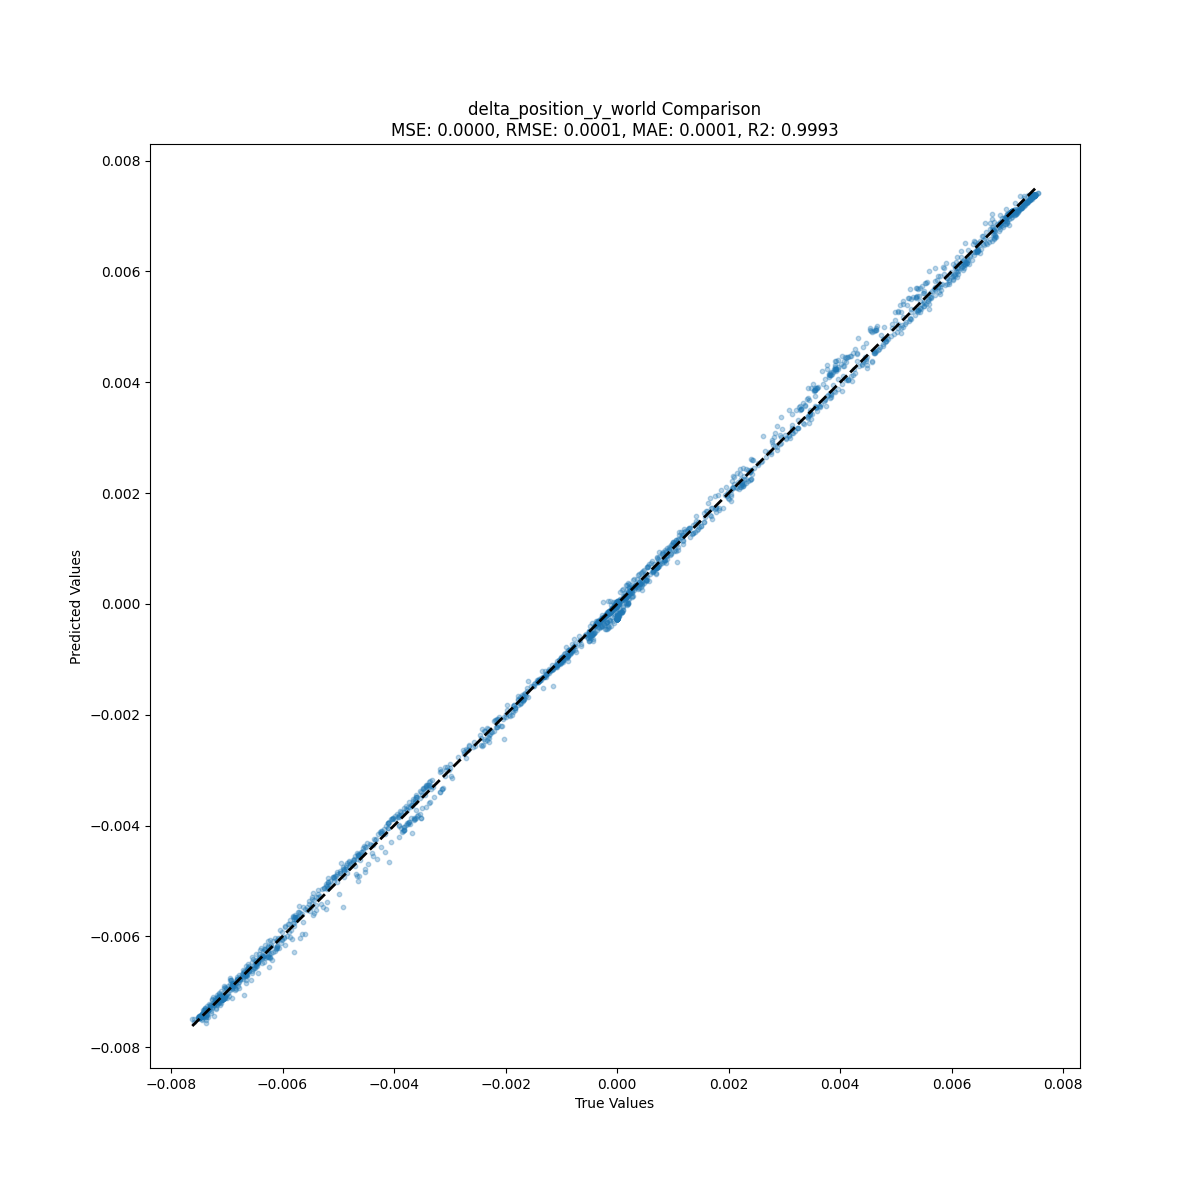 delta_position_y_world Comparison
MSE: 0.0000, RMSE: 0.0001, MAE: 0.0001, R2: 0.9993
0.008
0.006
0.004
0.002
0.000
−0.002
−0.004
−0.006
−0.008
Predicted Values
−0.008 −0.006 −0.004 −0.002 0.000 0.002 0.004 0.006 0.008
True Values